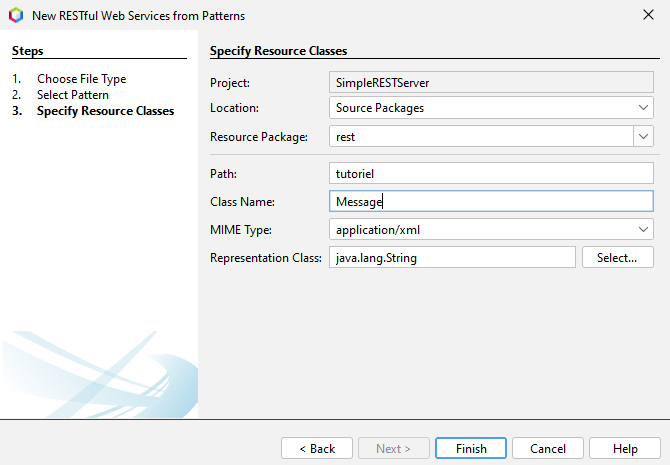 New RESTful Web Services from Patterns
Steps
1. Choose File Type
2. Select Pattern
3. Specify Resource Classes
Specify Resource Classes
Project: SimpleRESTServer
Location: Source Packages
Resource Package: rest
Path: tutoriel
Class Name: Message
MIME Type: application/xml
Representation Class: java.lang.String Select...
< Back Next > Finish Cancel Help